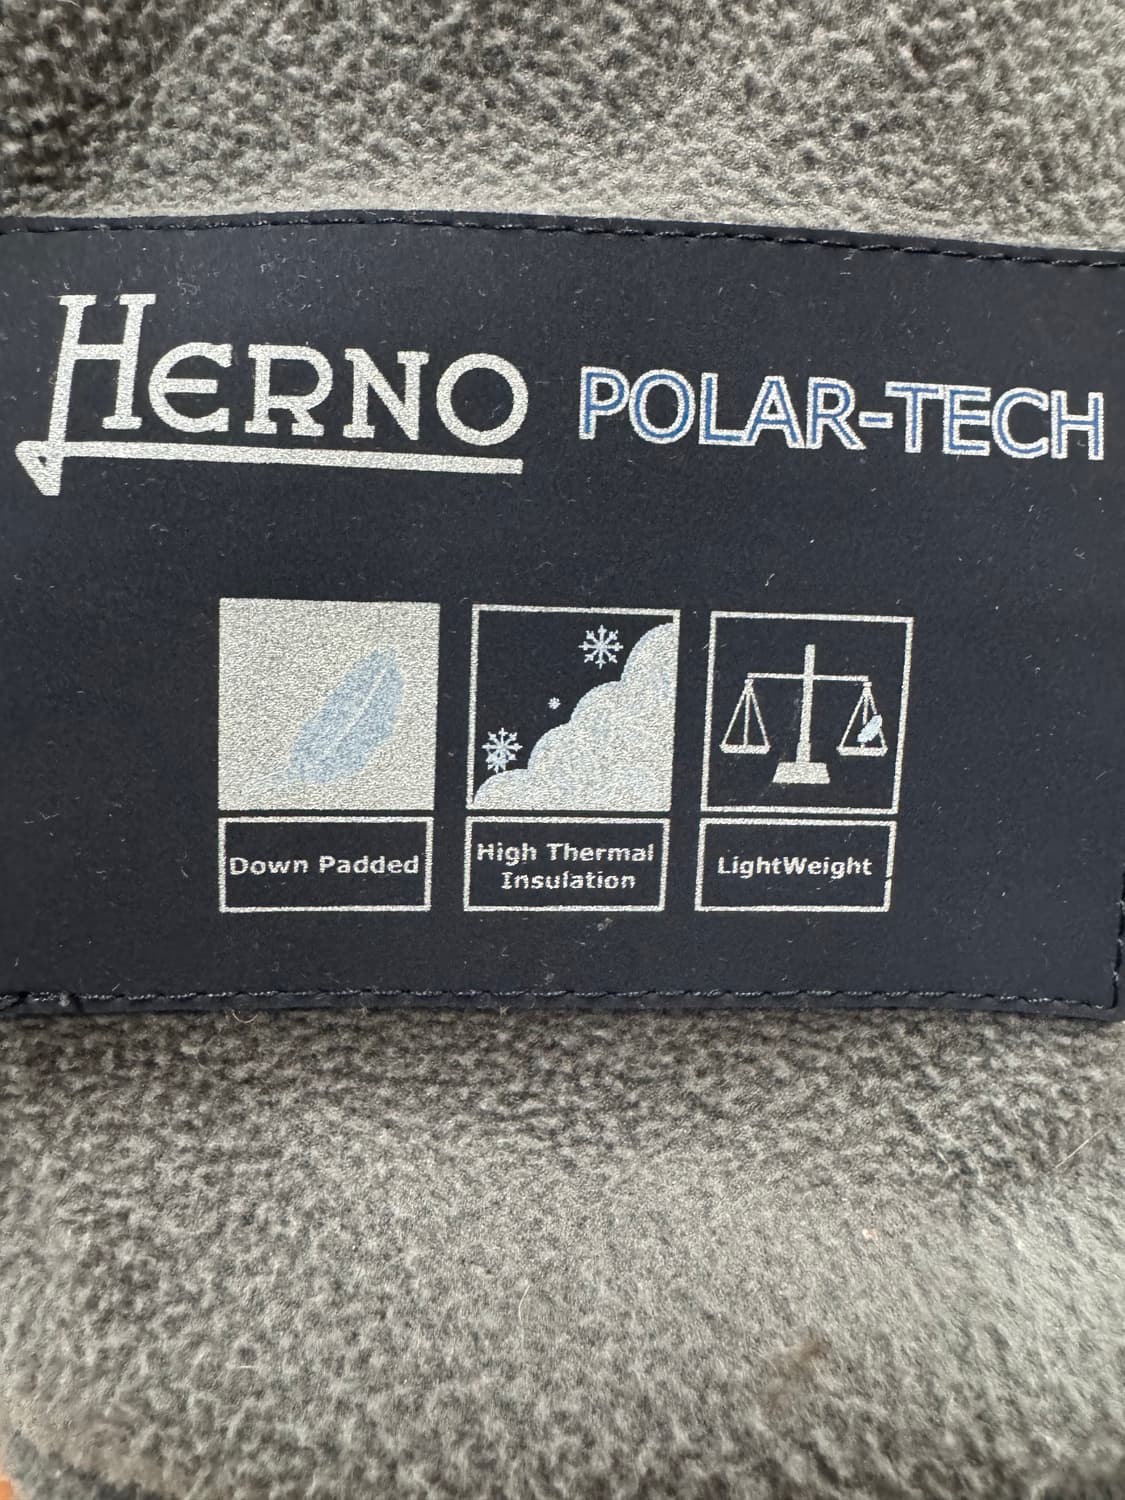 HERNO POLAR-TECH
Down Padded
High Thermal
Insulation
LightWeight